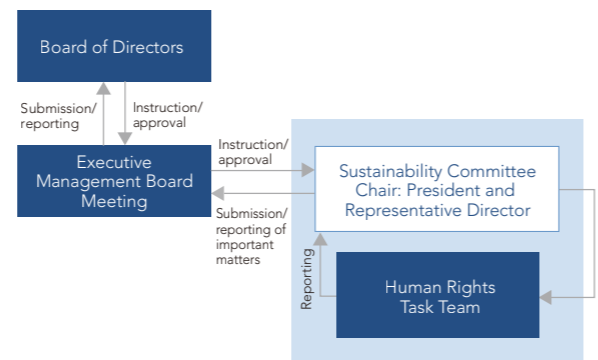 Board of Directors
Submission/
reporting
Instruction/
approval
Executive
Management Board
Meeting
Instruction/
approval
Submission/
reporting of
important
matters
Sustainability Committee
Chair: President and
Representative Director
Reporting
Human Rights
Task Team